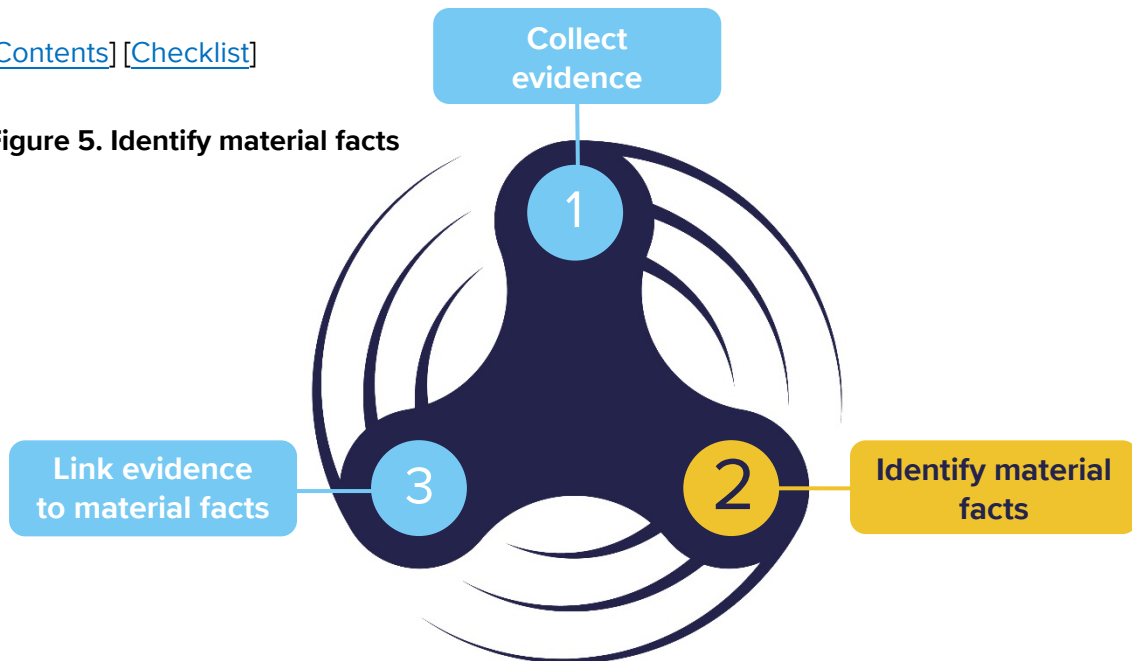 Contents] [Checklist]
Figure 5. Identify material facts
Collect
evidence
1
Link evidence
to material facts
3
2
Identify material
facts